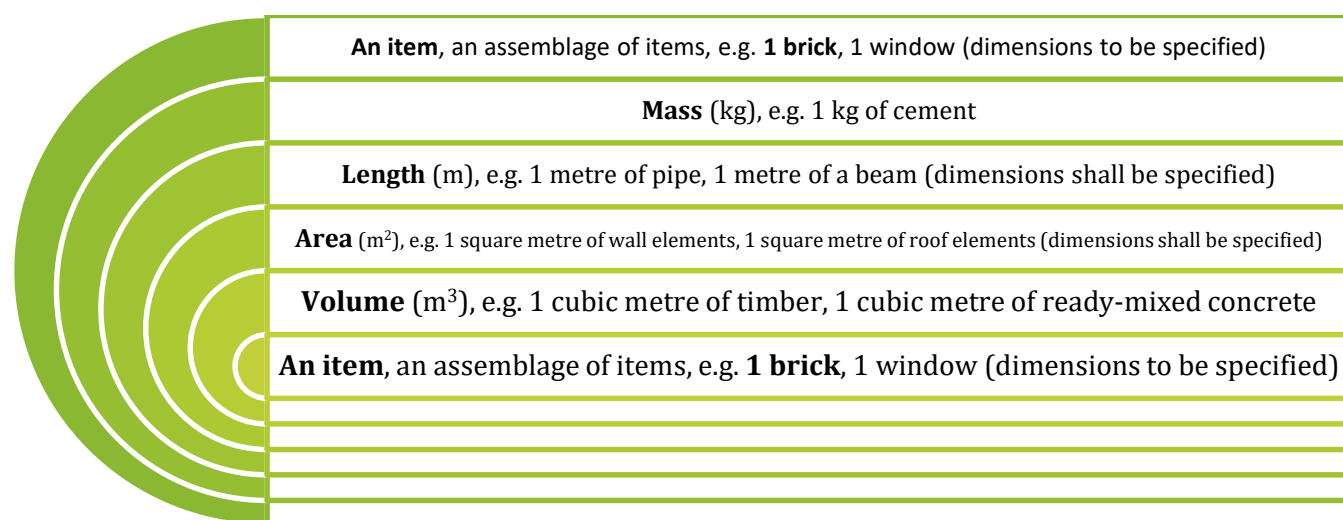 An item, an assemblage of items, e.g. 1 brick, 1 window (dimensions to be specified)
Mass (kg), e.g. 1 kg of cement
Length (m), e.g. 1 metre of pipe, 1 metre of a beam (dimensions shall be specified)
Area (m²), e.g. 1 square metre of wall elements, 1 square metre of roof elements (dimensions shall be specified)
Volume (m³), e.g. 1 cubic metre of timber, 1 cubic metre of ready-mixed concrete
An item, an assemblage of items, e.g. 1 brick, 1 window (dimensions to be specified)